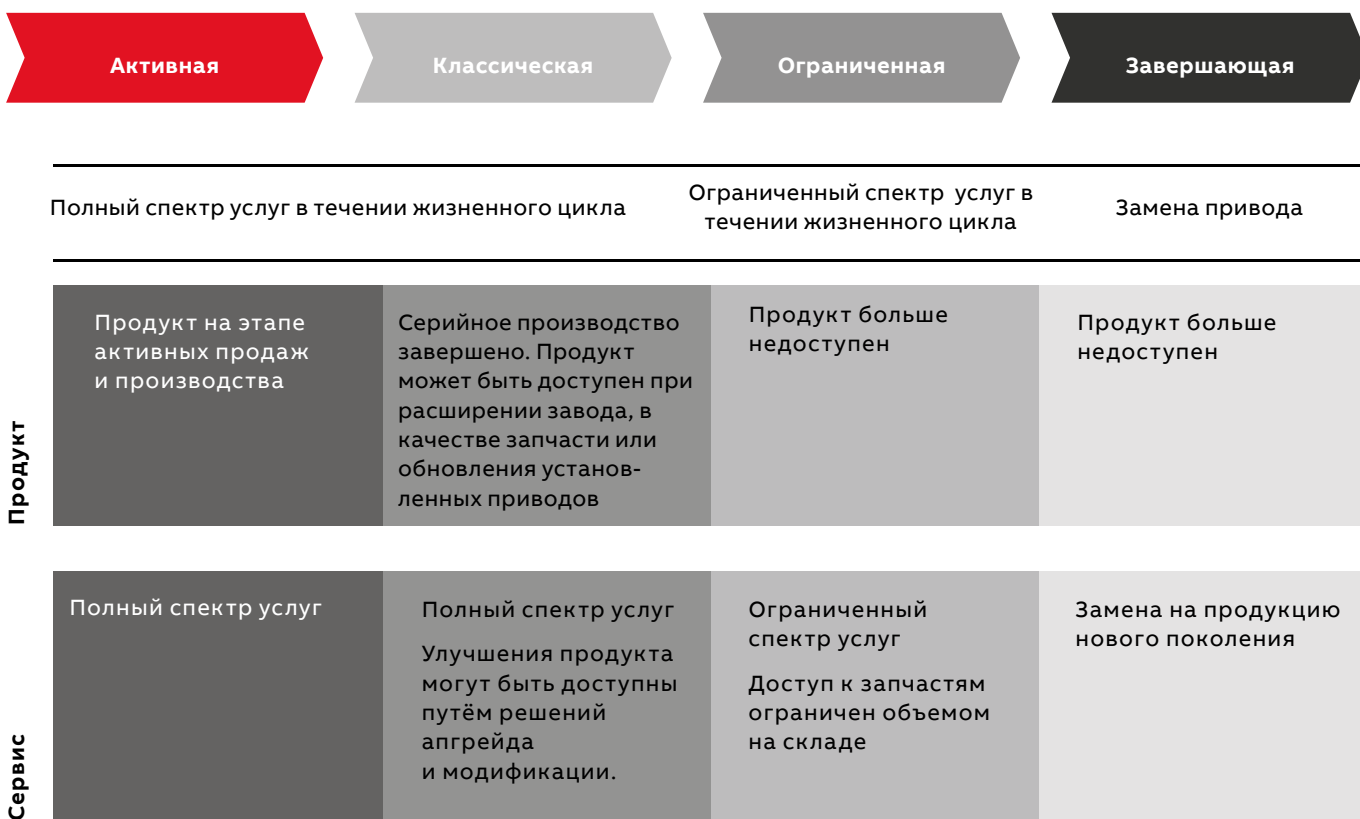 Активная
Классическая
Ограниченная
Завершающая
Полный спектр услуг в течении жизненного цикла
Ограниченный спектр услуг в
течении жизненного цикла
Замена привода
Продукт
Продукт на этапе
активных продаж
и производства
Серийное производство
завершено. Продукт
может быть доступен при
расширении завода, в
качестве запчасти или
обновления установ-
ленных приводов
Продукт больше
недоступен
Продукт больше
недоступен
Сервис
Полный спектр услуг
Полный спектр услуг
Улучшения продукта
могут быть доступны
путём решений
апгрейда
и модификации.
Ограниченный
спектр услуг
Доступ к запчастям
ограничен объемом
на складе
Замена на продукцию
нового поколения